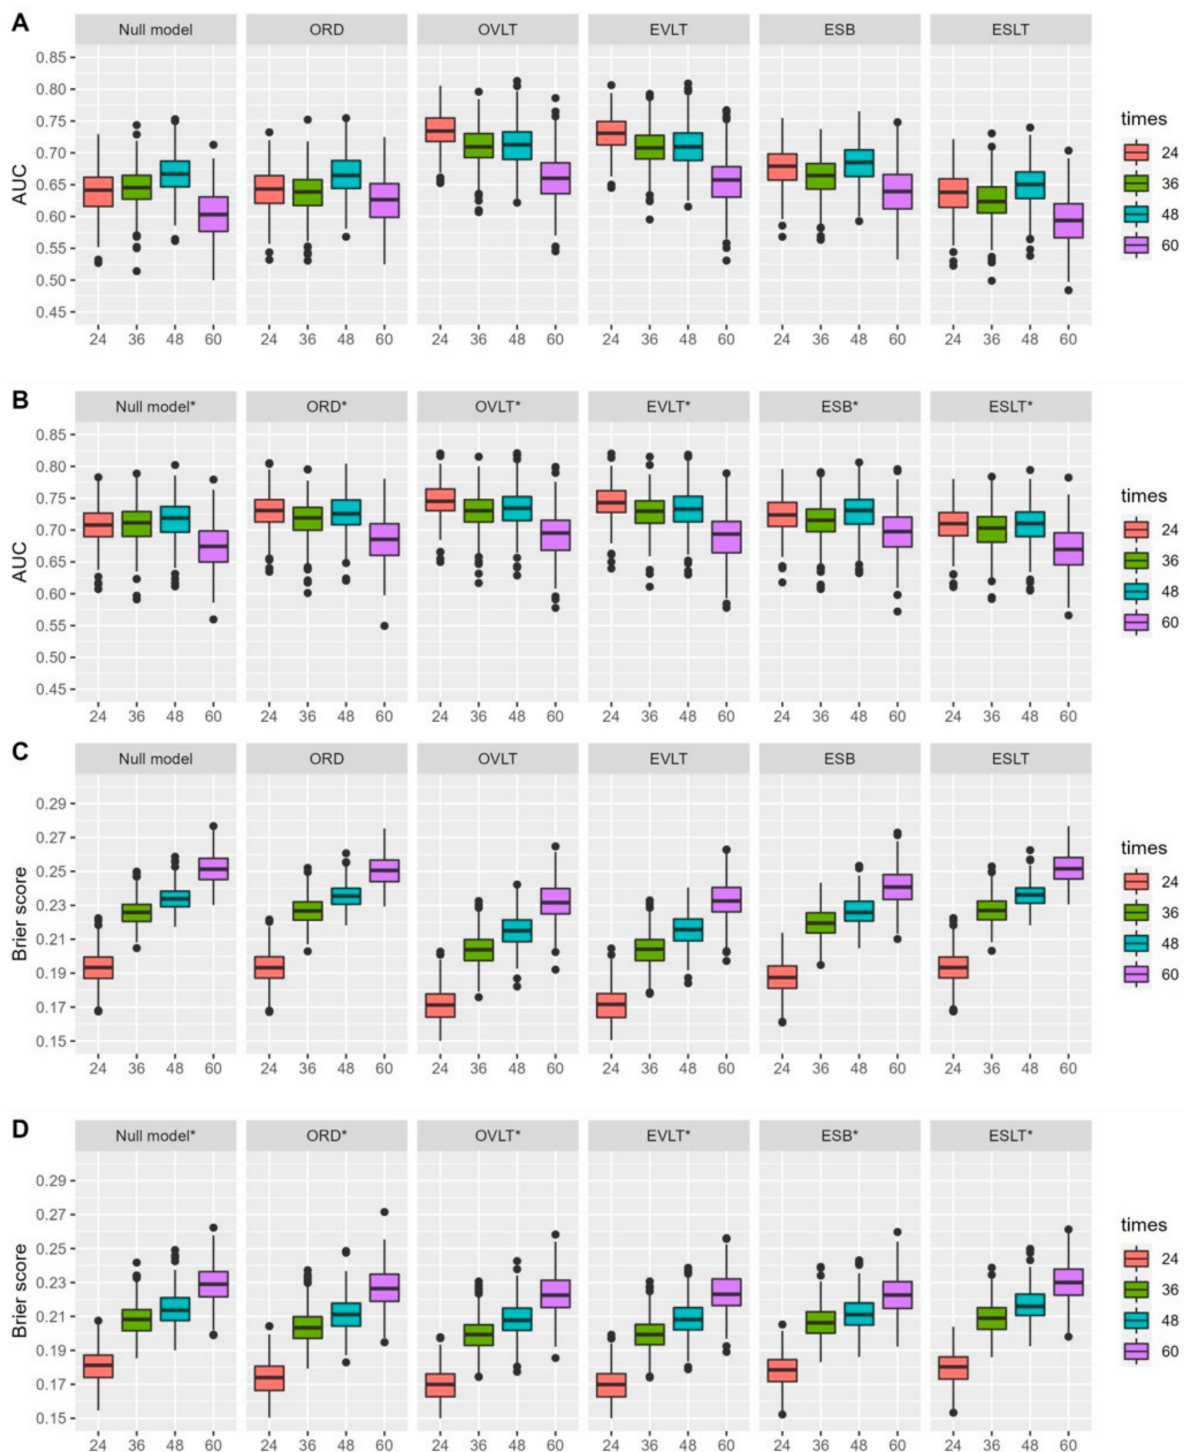 A
Null model ORD OVLT EVLT ESB ESLT
0.85
0.80
0.75
0.70
0.65
0.60
0.55
0.50
0.45
AUC
24 36 48 60 24 36 48 60 24 36 48 60 24 36 48 60 24 36 48 60 24 36 48 60
times
24
36
48
60
B
Null model* ORD* OVLT* EVLT* ESB* ESLT*
0.85
0.80
0.75
0.70
0.65
0.60
0.55
0.50
0.45
AUC
24 36 48 60 24 36 48 60 24 36 48 60 24 36 48 60 24 36 48 60 24 36 48 60
times
24
36
48
60
C
Null model ORD OVLT EVLT ESB ESLT
0.29
0.27
0.25
0.23
0.21
0.19
0.17
0.15
Brier score
24 36 48 60 24 36 48 60 24 36 48 60 24 36 48 60 24 36 48 60 24 36 48 60
times
24
36
48
60
D
Null model* ORD* OVLT* EVLT* ESB* ESLT*
0.29
0.27
0.25
0.23
0.21
0.19
0.17
0.15
Brier score
24 36 48 60 24 36 48 60 24 36 48 60 24 36 48 60 24 36 48 60 24 36 48 60
times
24
36
48
60